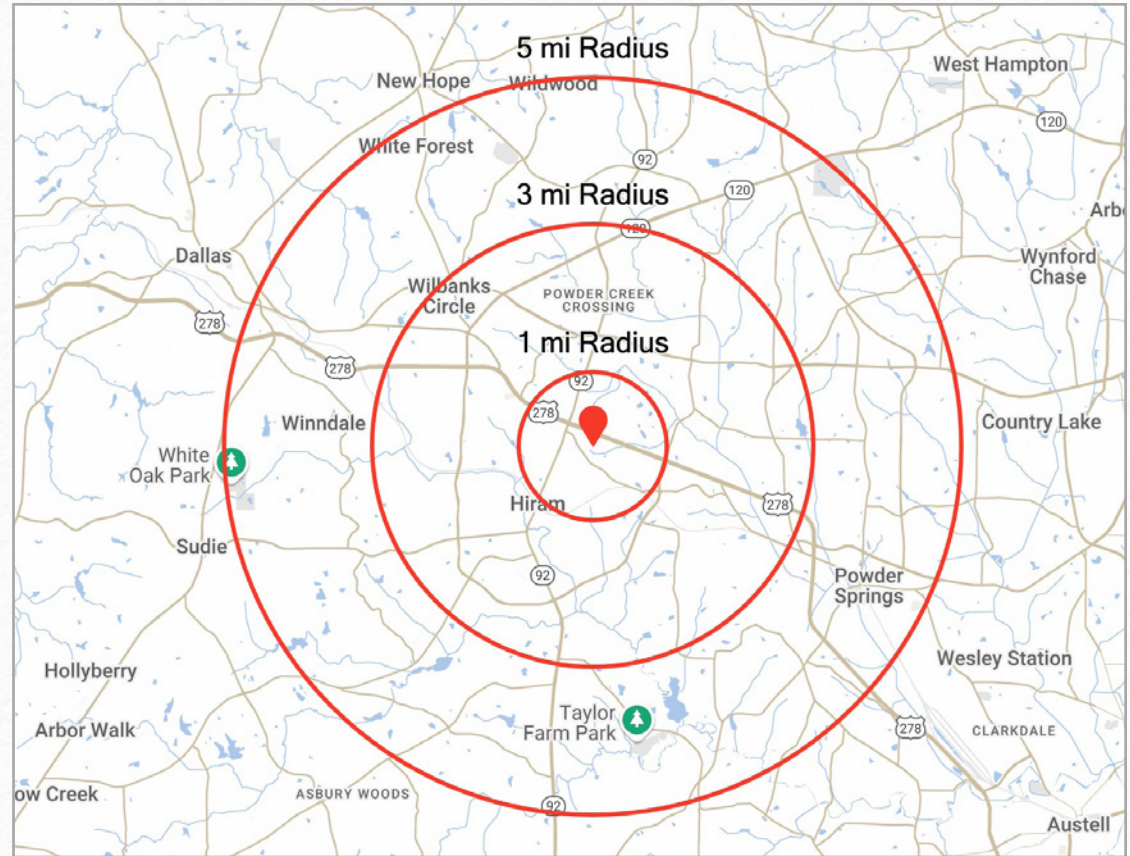 5 mi Radius
West Hampton
New Hope
Wildwood
120
White Forest
92
120
3 mi Radius
Arb
120
Dallas
Wynford
Chase
Wilbanks
Circle
POWDER CREEK
CROSSING
278
1 mi Radius
278
92
278
Winndale
Country Lake
White
Oak Park
Hiram
278
Sudie
92
Powder
Springs
Hollyberry
Wesley Station
Taylor
Farm Park
Arbor Walk
278
CLARKDALE
ow Creek
ASBURY WOODS
92
Austell